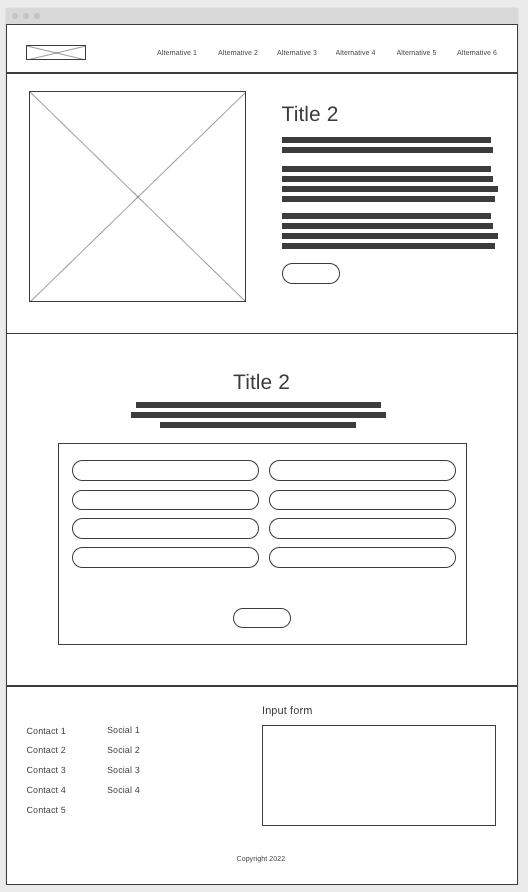 Alternative 1 Alternative 2 Alternative 3 Alternative 4 Alternative 5 Alternative 6
Title 2
Title 2
Input form
Contact 1 Social 1
Contact 2 Social 2
Contact 3 Social 3
Contact 4 Social 4
Contact 5
Copyright 2022